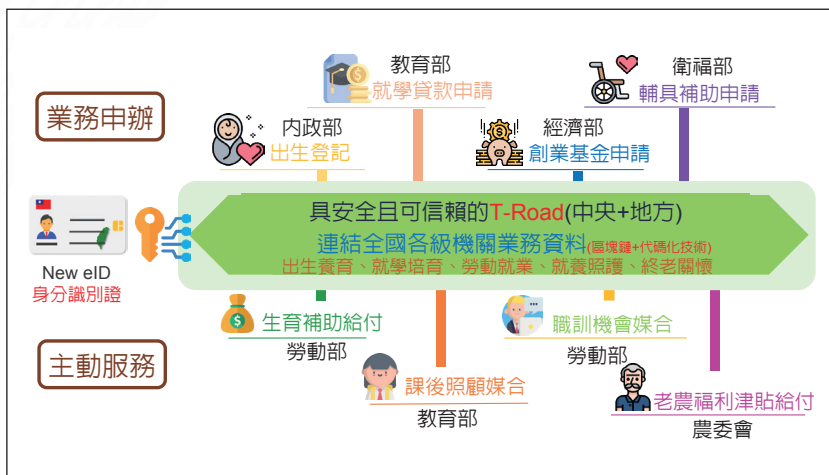 教育部
就學貸款申請
衛福部
輔具補助申請
業務申辦
內政部
出生登記
經濟部
創業基金申請
具安全且可信賴的T-Road(中央+地方)
連結全國各級機關業務資料(區塊鏈+代碼化技術)
出生養育、就學培育、勞動就業、就養照護、終老關懷
New eID
身分識別證
生育補助給付
勞動部
職訓機會媒合
勞動部
主動服務
課後照顧媒合
教育部
老農福利津貼給付
農委會